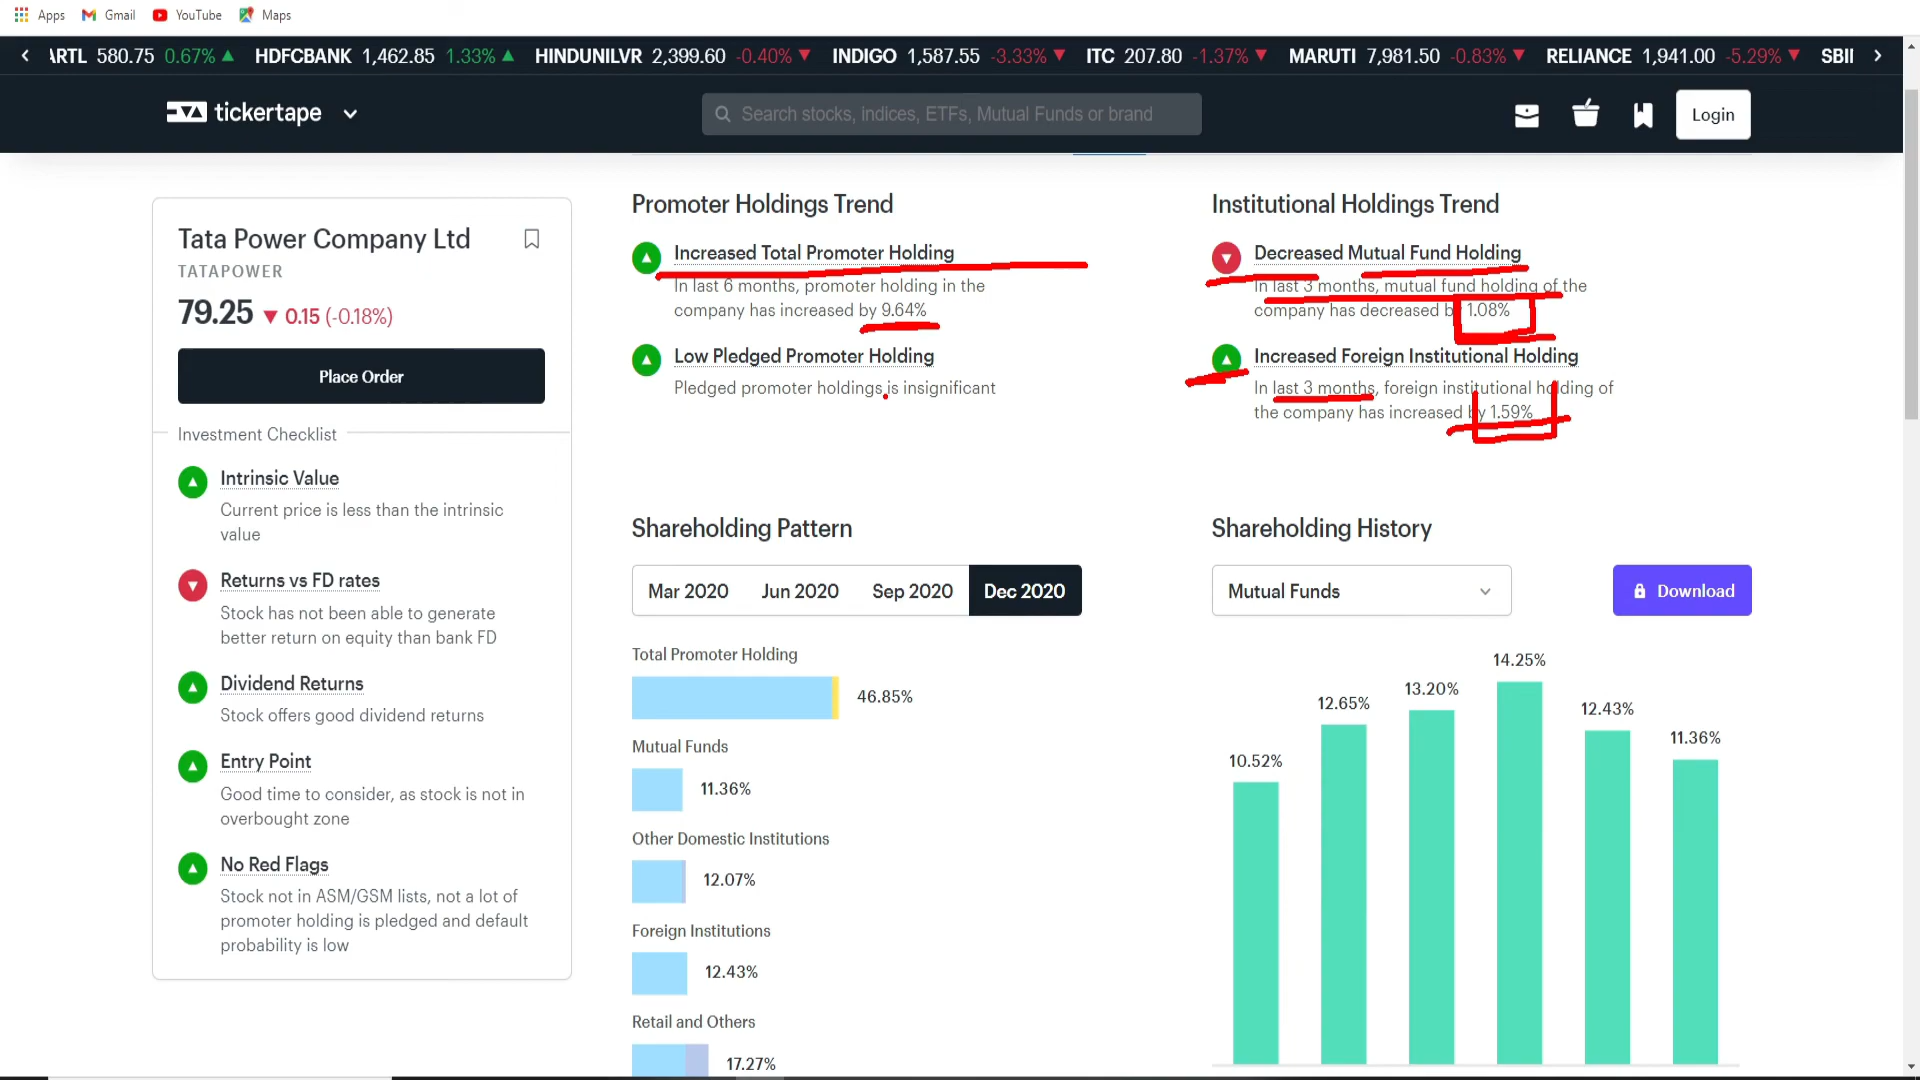 Apps Gmail YouTube Maps
ARTL 580.75 0.67% HDFCBANK 1,462.85 1.33% HINDUNILVR 2,399.60 -0.40% INDIGO 1,587.55 -3.33% ITC 207.80 -1.37% MARUTI 7,981.50 -0.83% RELIANCE 1,941.00 -5.29% SBII
tickertape
Search stocks, indices, ETFs, Mutual Funds or brand
Login
Tata Power Company Ltd
TATAPOWER
79.25 0.15 (-0.18%)
Place Order
Investment Checklist
Intrinsic Value
Current price is less than the intrinsic
value
Returns vs FD rates
Stock has not been able to generate
better return on equity than bank FD
Dividend Returns
Stock offers good dividend returns
Entry Point
Good time to consider, as stock is not in
overbought zone
No Red Flags
Stock not in ASM/GSM lists, not a lot of
promoter holding is pledged and default
probability is low
Promoter Holdings Trend
Increased Total Promoter Holding
In last 6 months, promoter holding in the
company has increased by 9.64%
Low Pledged Promoter Holding
Pledged promoter holdings is insignificant
Institutional Holdings Trend
Decreased Mutual Fund Holding
In last 3 months, mutual fund holding of the
company has decreased by 1.08%
Increased Foreign Institutional Holding
In last 3 months, foreign institutional holding of
the company has increased by 1.59%
Shareholding Pattern
Mar 2020 Jun 2020 Sep 2020 Dec 2020
Total Promoter Holding
46.85%
Mutual Funds
11.36%
Other Domestic Institutions
12.07%
Foreign Institutions
12.43%
Retail and Others
17.27%
Shareholding History
Mutual Funds
Download
10.52% 12.65% 13.20% 14.25% 12.43% 11.36%